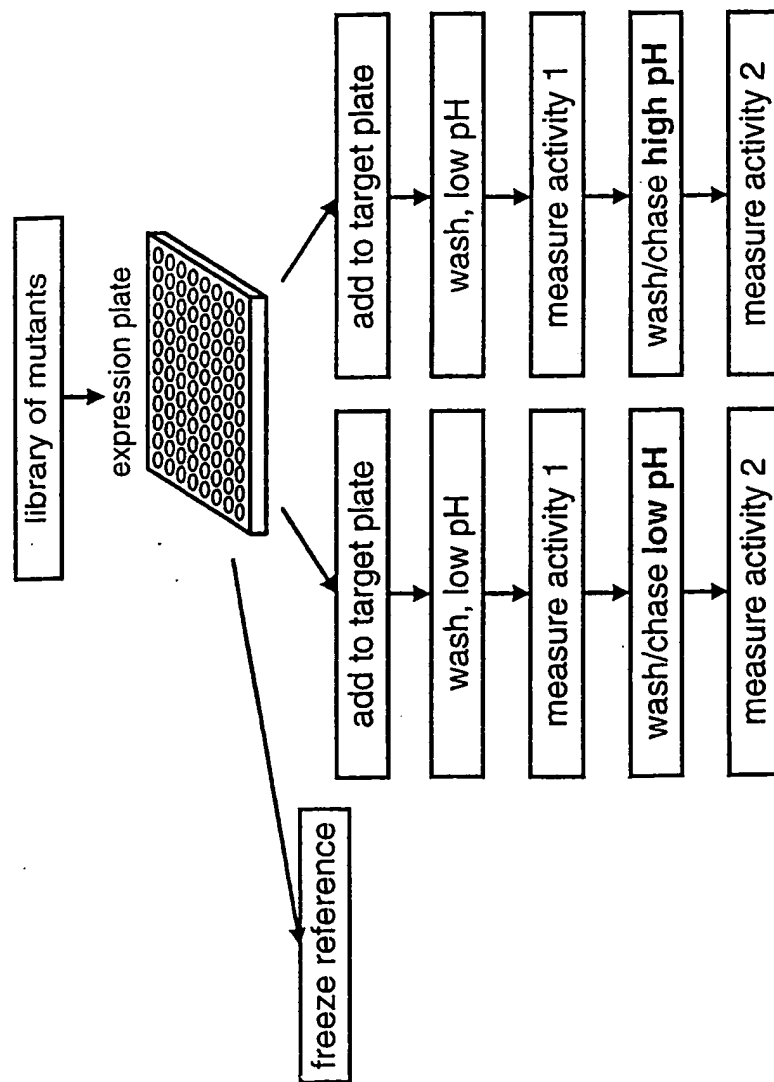 library of mutants
expression plate
freeze reference
add to target plate
wash, low pH
measure activity 1
wash/chase low pH
measure activity 2
add to target plate
wash, low pH
measure activity 1
wash/chase high pH
measure activity 2